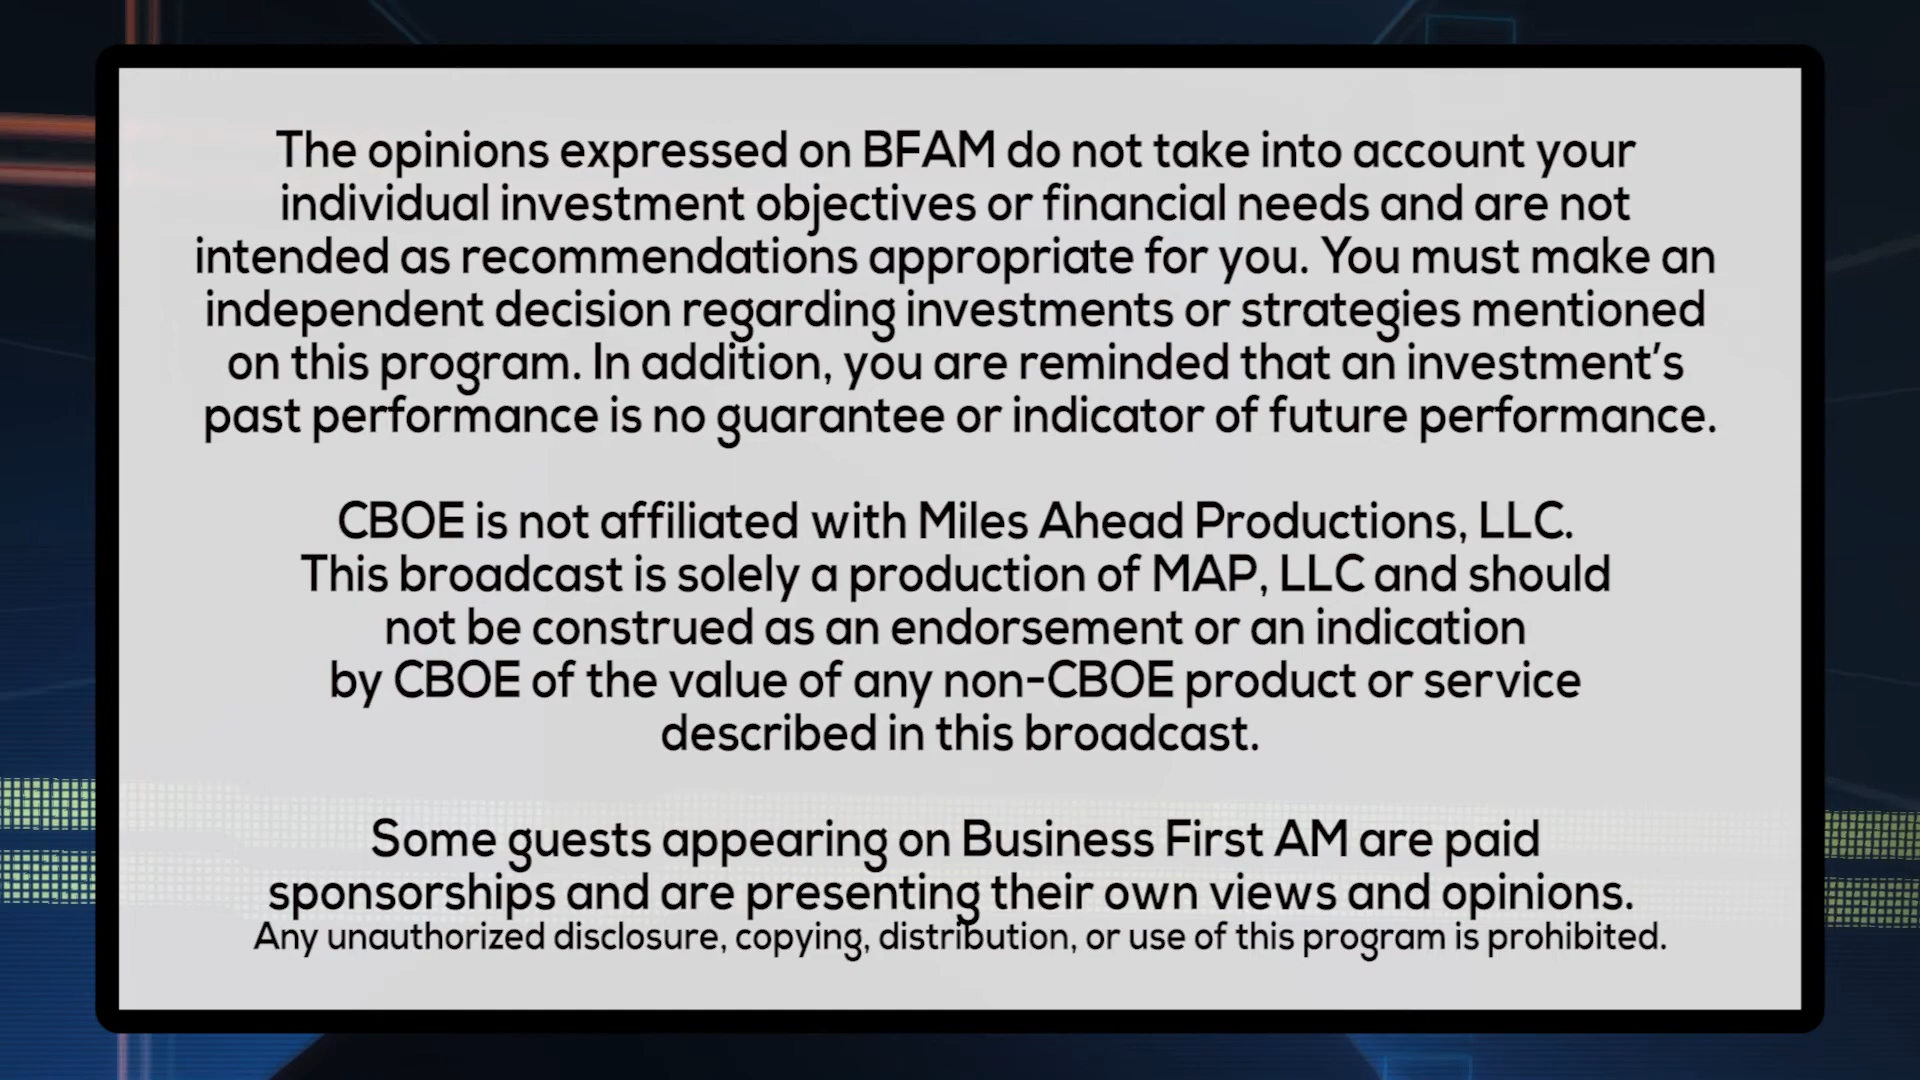 The opinions expressed on BFAM do not take into account your
individual investment objectives or financial needs and are not
intended as recommendations appropriate for you. You must make an
independent decision regarding investments or strategies mentioned
on this program. In addition, you are reminded that an investment’s
past performance is no guarantee or indicator of future performance.
CBOE is not affiliated with Miles Ahead Productions, LLC.
This broadcast is solely a production of MAP, LLC and should
not be construed as an endorsement or an indication
by CBOE of the value of any non-CBOE product or service
described in this broadcast.
Some guests appearing on Business First AM are paid
sponsorships and are presenting their own views and opinions.
Any unauthorized disclosure, copying, distribution, or use of this program is prohibited.